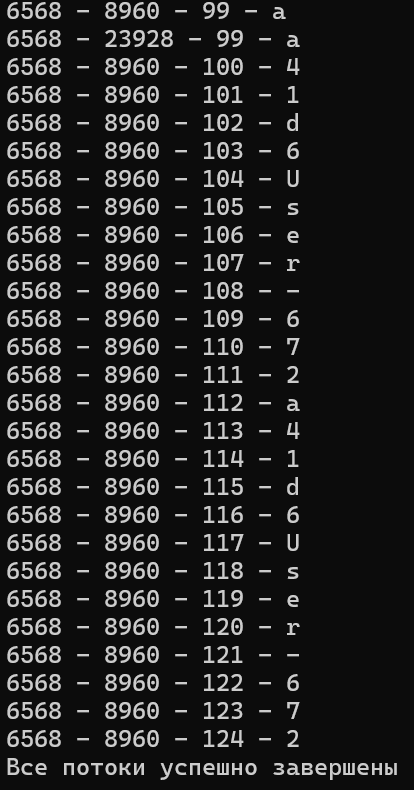 6568 - 8960 - 99 - a
6568 - 23928 - 99 - a
6568 - 8960 - 100 - 4
6568 - 8960 - 101 - 1
6568 - 8960 - 102 - d
6568 - 8960 - 103 - 6
6568 - 8960 - 104 - U
6568 - 8960 - 105 - s
6568 - 8960 - 106 - e
6568 - 8960 - 107 - r
6568 - 8960 - 108 - -
6568 - 8960 - 109 - 6
6568 - 8960 - 110 - 7
6568 - 8960 - 111 - 2
6568 - 8960 - 112 - a
6568 - 8960 - 113 - 4
6568 - 8960 - 114 - 1
6568 - 8960 - 115 - d
6568 - 8960 - 116 - 6
6568 - 8960 - 117 - U
6568 - 8960 - 118 - s
6568 - 8960 - 119 - e
6568 - 8960 - 120 - r
6568 - 8960 - 121 - -
6568 - 8960 - 122 - 6
6568 - 8960 - 123 - 7
6568 - 8960 - 124 - 2
Все потоки успешно завершены